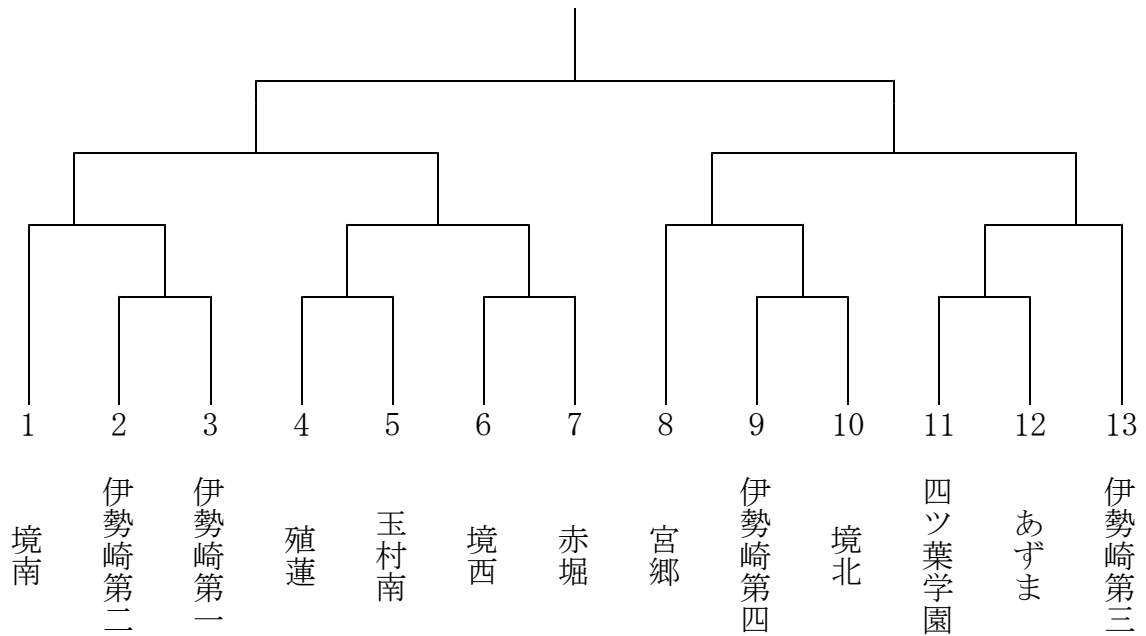 1 2 3 4 5 6 7 8 9 10 11 12 13
境南
伊勢崎第二
伊勢崎第一
殖蓮
玉村南
境西
赤堀
宮郷
伊勢崎第四
境北
四ツ葉学園
あずま
伊勢崎第三